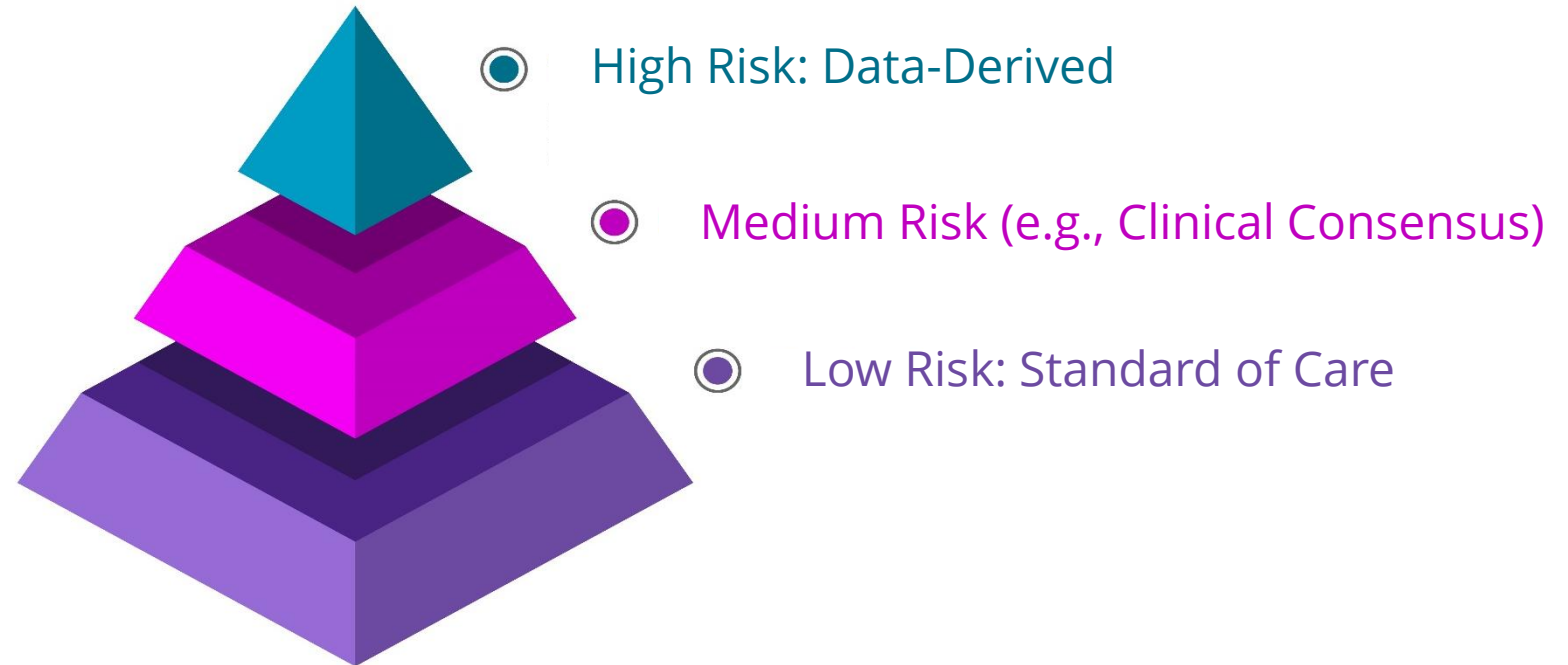 High Risk: Data-Derived
Medium Risk (e.g., Clinical Consensus)
Low Risk: Standard of Care